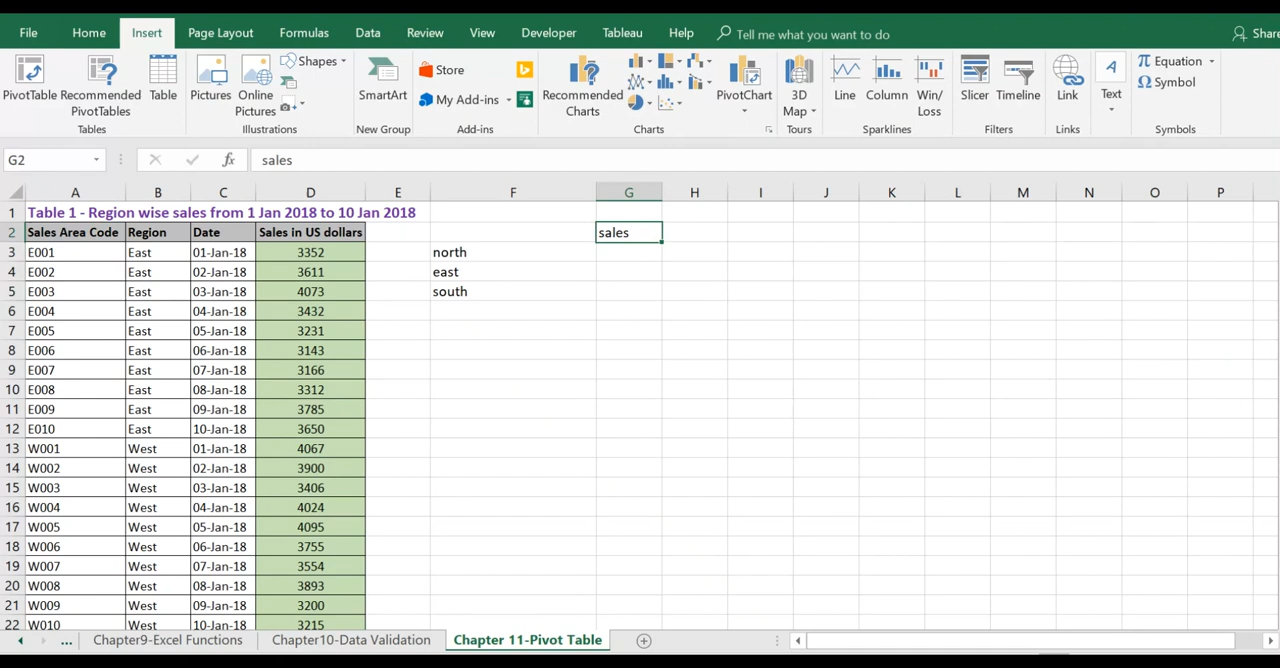 File Home Insert Page Layout Formulas Data Review View Developer Tableau Help Tell me what you want to do Share
PivotTable Recommended PivotTables Table Pictures Online Pictures Shapes SmartArt Store My Add-ins Recommended Charts PivotChart 3D Map Line Column Win/Loss Slicer Timeline Link Text Equation Symbol
Tables Illustrations New Group Add-ins Charts Tours Sparklines Filters Links Symbols
G2 fx sales
A B C D E F G H I J K L M N O P
1 Table 1 - Region wise sales from 1 Jan 2018 to 10 Jan 2018
2 Sales Area Code Region Date Sales in US dollars sales
3 E001 East 01-Jan-18 3352 north
4 E002 East 02-Jan-18 3611 east
5 E003 East 03-Jan-18 4073 south
6 E004 East 04-Jan-18 3432
7 E005 East 05-Jan-18 3231
8 E006 East 06-Jan-18 3143
9 E007 East 07-Jan-18 3166
10 E008 East 08-Jan-18 3312
11 E009 East 09-Jan-18 3785
12 E010 East 10-Jan-18 3650
13 W001 West 01-Jan-18 4067
14 W002 West 02-Jan-18 3900
15 W003 West 03-Jan-18 3406
16 W004 West 04-Jan-18 4024
17 W005 West 05-Jan-18 4095
18 W006 West 06-Jan-18 3755
19 W007 West 07-Jan-18 3554
20 W008 West 08-Jan-18 3893
21 W009 West 09-Jan-18 3200
22 W010 West 10-Jan-18 3215
... Chapter9-Excel Functions Chapter10-Data Validation Chapter 11-Pivot Table